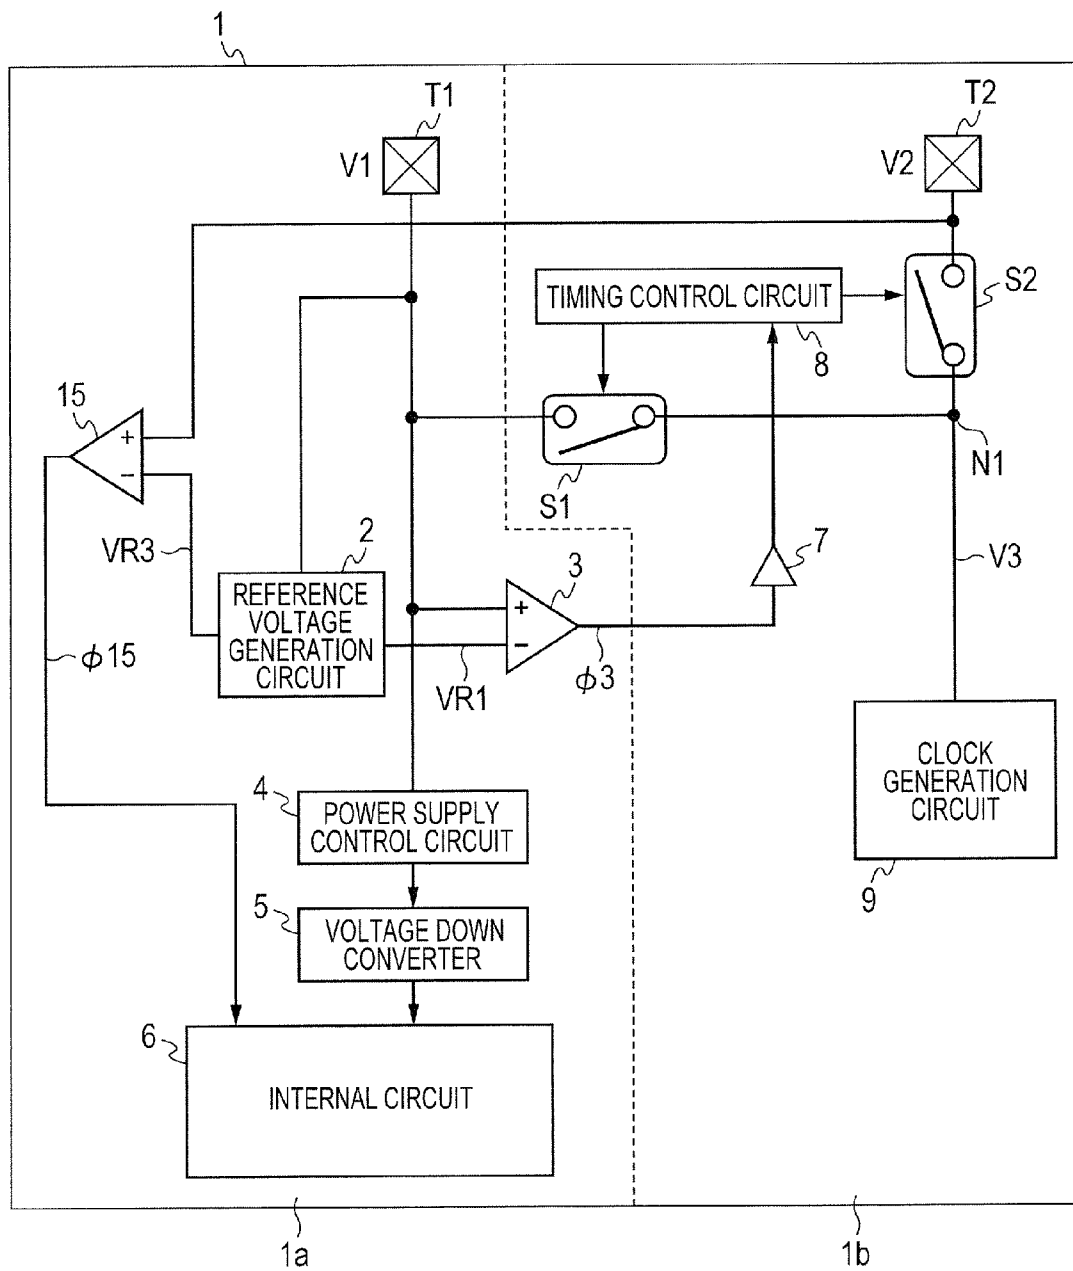 1
T1
T2
V1
V2
TIMING CONTROL CIRCUIT
S2
8
15
+
−
S1
N1
VR3
2
7
V3
3
REFERENCE
VOLTAGE
GENERATION
CIRCUIT
+
−
ϕ15
VR1
ϕ3
CLOCK
GENERATION
CIRCUIT
4
POWER SUPPLY
CONTROL CIRCUIT
9
5
VOLTAGE DOWN
CONVERTER
6
INTERNAL CIRCUIT
1a
1b